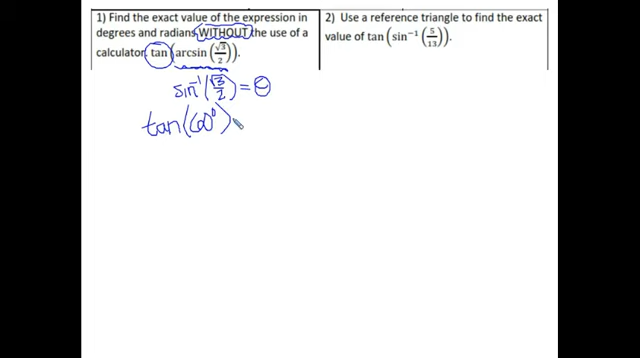 1) Find the exact value of the expression in
degrees and radians WITHOUT the use of a
calculator. tan(arcsin(√3/2)).
sin⁻¹(√3/2) = θ
tan(60°)
2) Use a reference triangle to find the exact
value of tan(sin⁻¹(5/13)).